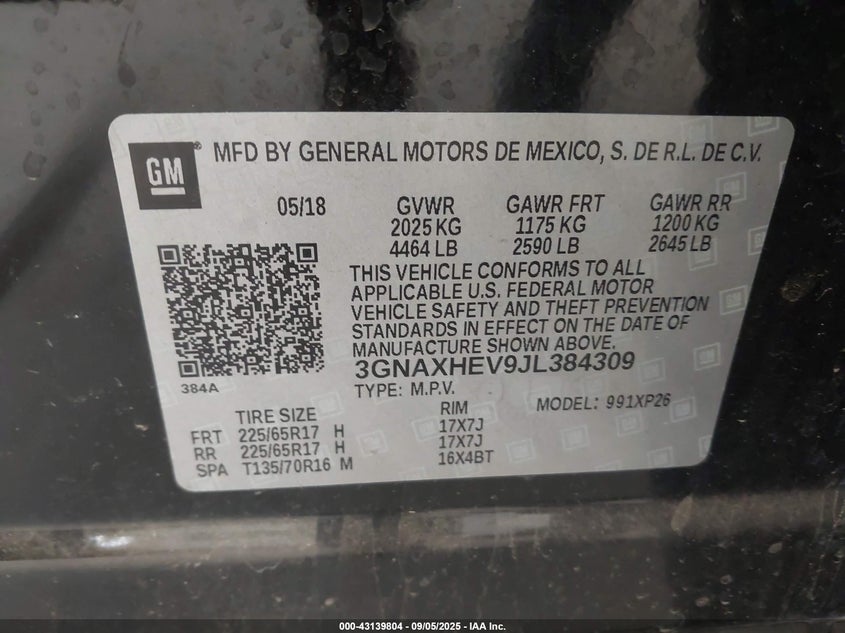 GM® MFD BY GENERAL MOTORS DE MEXICO, S. DE R.L. DE C.V.
05/18 GVWR GAWR FRT GAWR RR
2025 KG 1175 KG 1200 KG
4464 LB 2590 LB 2645 LB
THIS VEHICLE CONFORMS TO ALL
APPLICABLE U.S. FEDERAL MOTOR
VEHICLE SAFETY AND THEFT PREVENTION
STANDARDS IN EFFECT ON THE DATE OF
MANUFACTURE SHOWN ABOVE.
3GNAXHEV9JL384309
384A
TYPE: M.P.V.
MODEL: 991XP26
TIRE SIZE RIM
FRT 225/65R17 H 17X7J
RR 225/65R17 H 17X7J
SPA T135/70R16 M 16X4BT
000-43139804 - 09/05/2025 - IAA Inc.